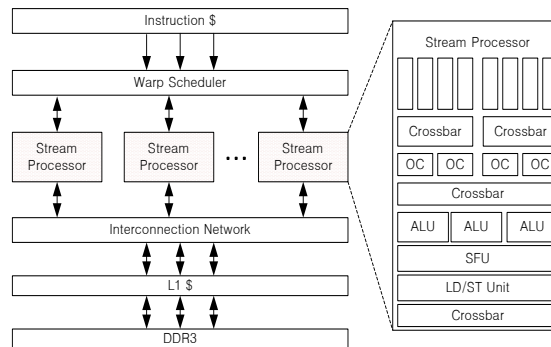 Instruction $
Warp Scheduler
Stream
Processor
Stream
Processor
...
Stream
Processor
Interconnection Network
L1 $
DDR3
Stream Processor
Crossbar
Crossbar
OC
OC
OC
OC
Crossbar
ALU
ALU
ALU
SFU
LD/ST Unit
Crossbar